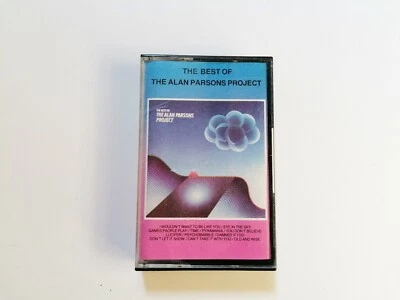 THE BEST OF
THE ALAN PARSONS PROJECT
THE BEST OF
THE ALAN PARSONS
PROJECT
I WOULDN'T WANT TO BE LIKE YOU / EYE IN THE SKY
GAMES PEOPLE PLAY / TIME / PYRAMANIA / YOU DON'T BELIEVE
LUCIFER / PSYCHOBABBLE / DAMNED IF I DO
DON'T LET IT SHOW / CAN'T TAKE IT WITH YOU / OLD AND WISE